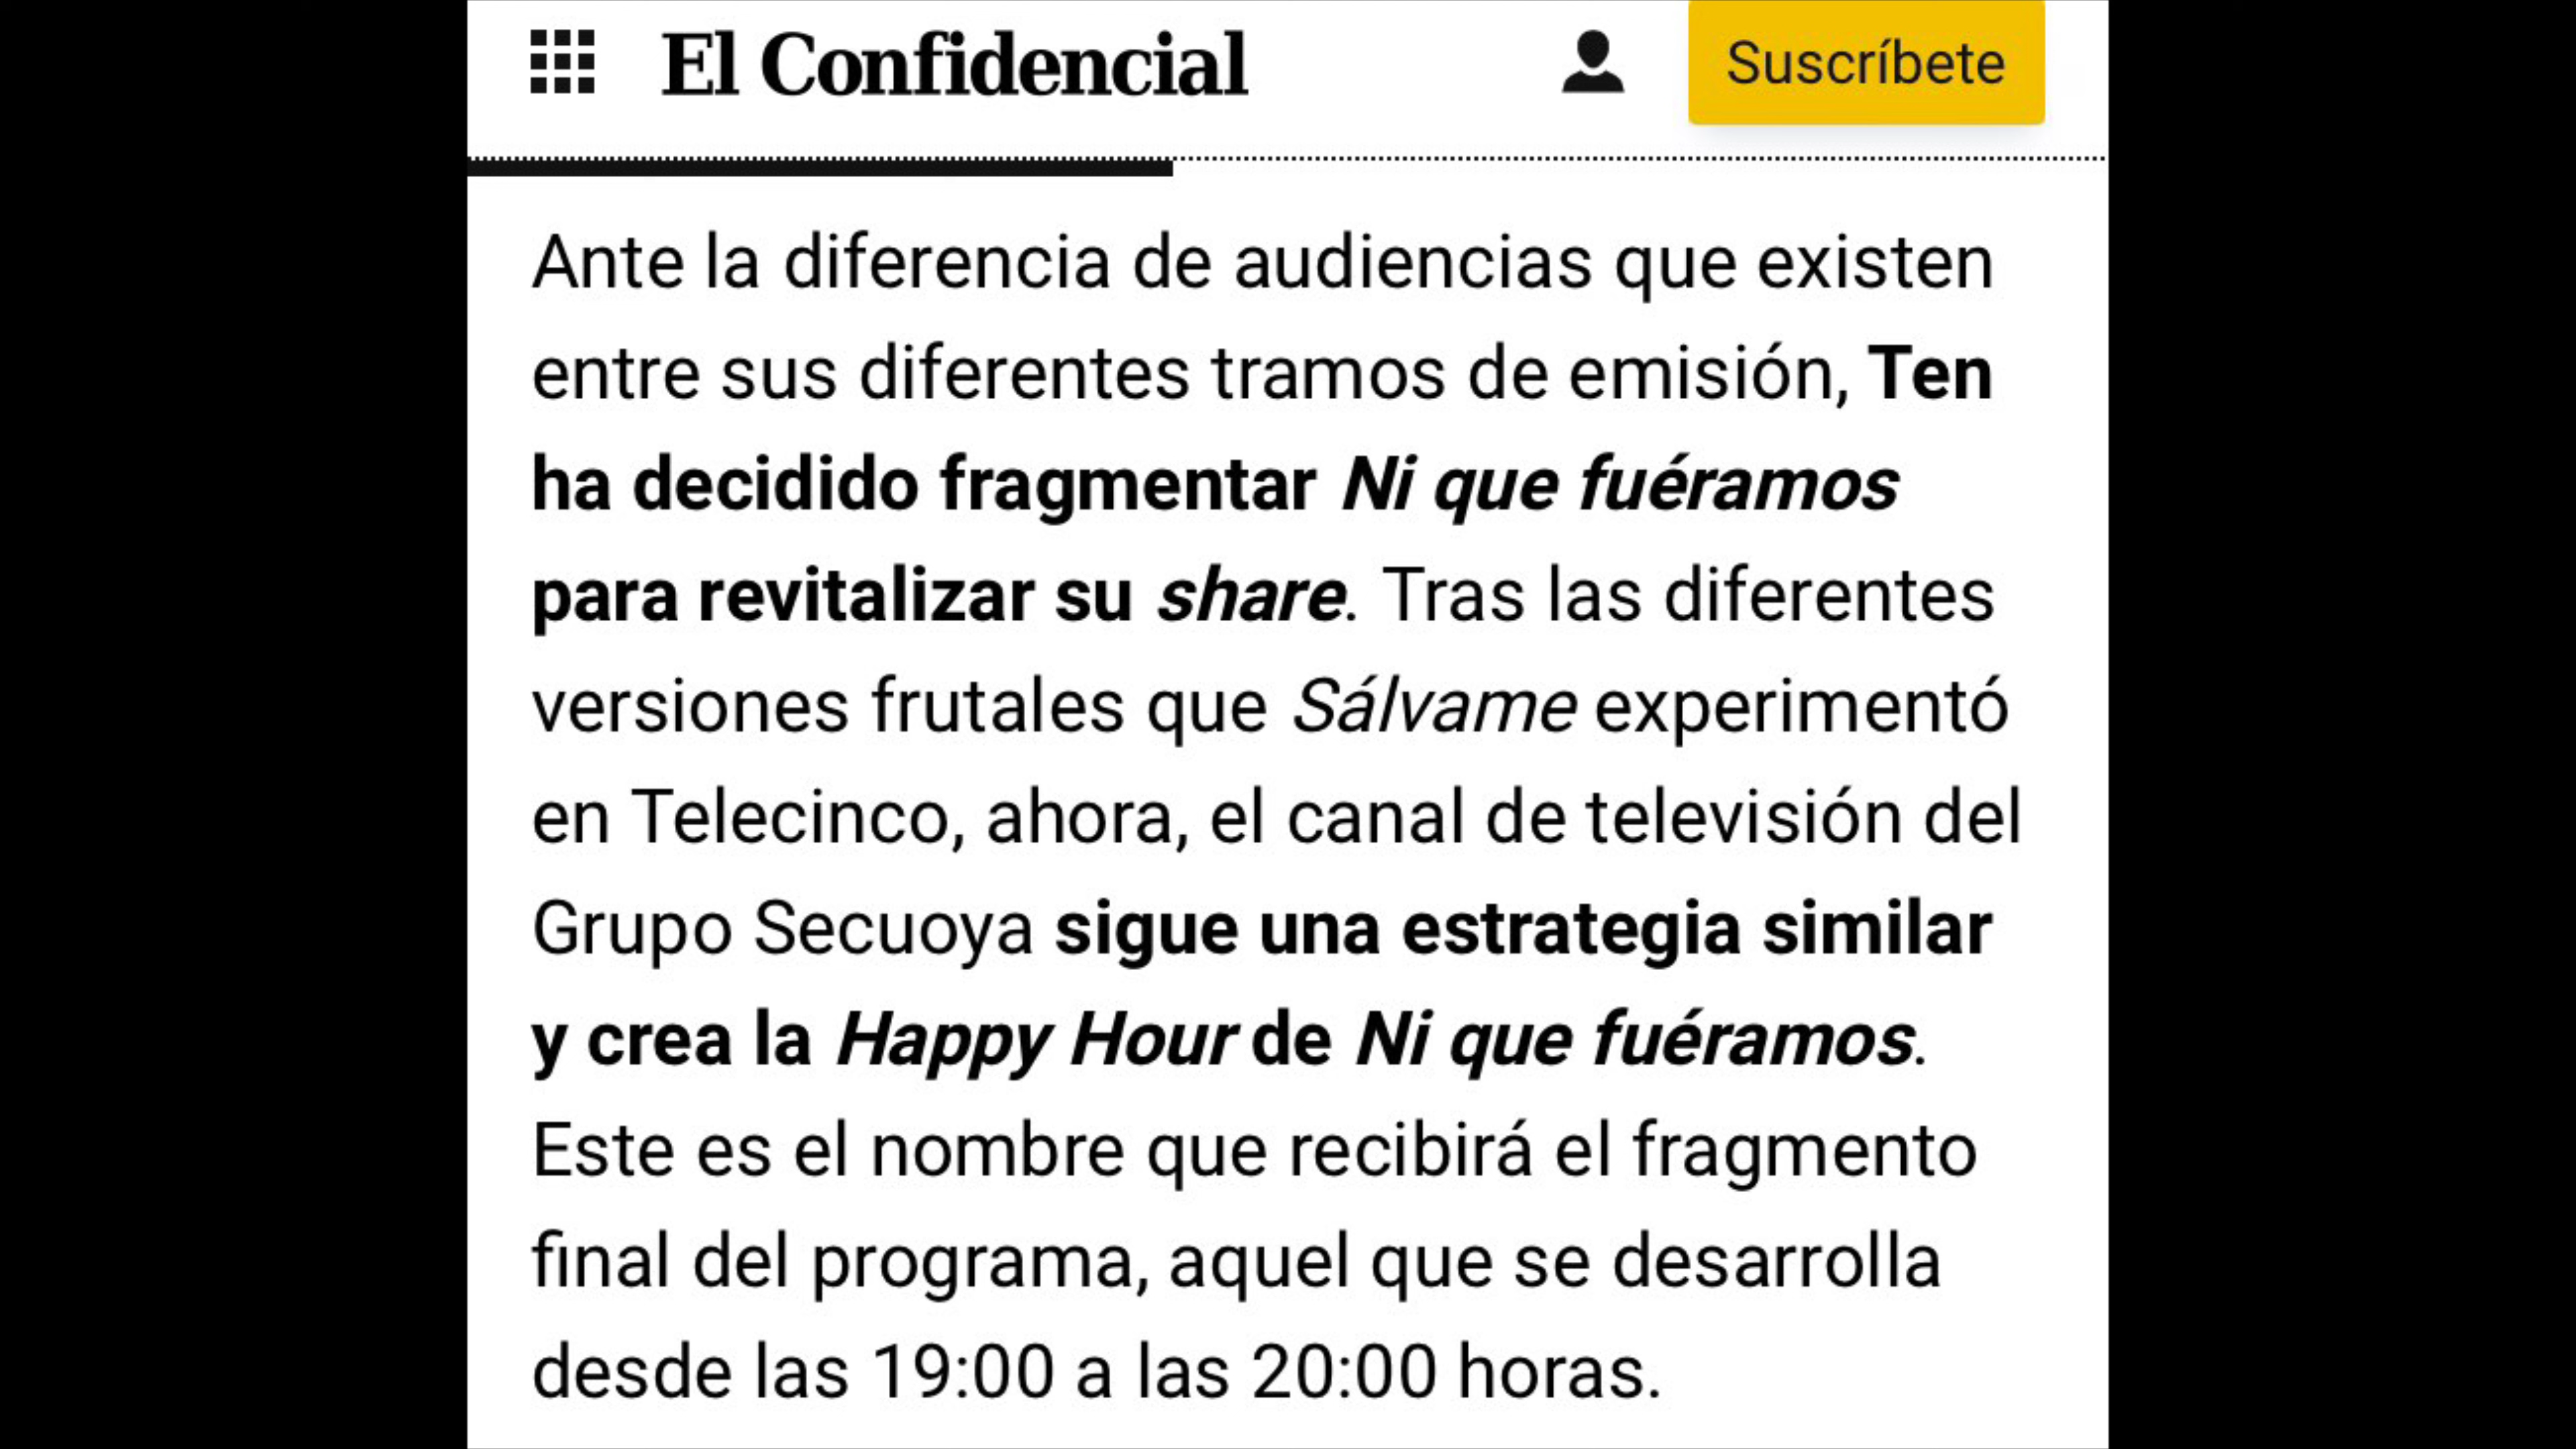 El Confidencial
Suscríbete
Ante la diferencia de audiencias que existen
entre sus diferentes tramos de emisión, Ten
ha decidido fragmentar Ni que fuéramos
para revitalizar su share. Tras las diferentes
versiones frutales que Sálvame experimentó
en Telecinco, ahora, el canal de televisión del
Grupo Secuoya sigue una estrategia similar
y crea la Happy Hour de Ni que fuéramos.
Este es el nombre que recibirá el fragmento
final del programa, aquel que se desarrolla
desde las 19:00 a las 20:00 horas.